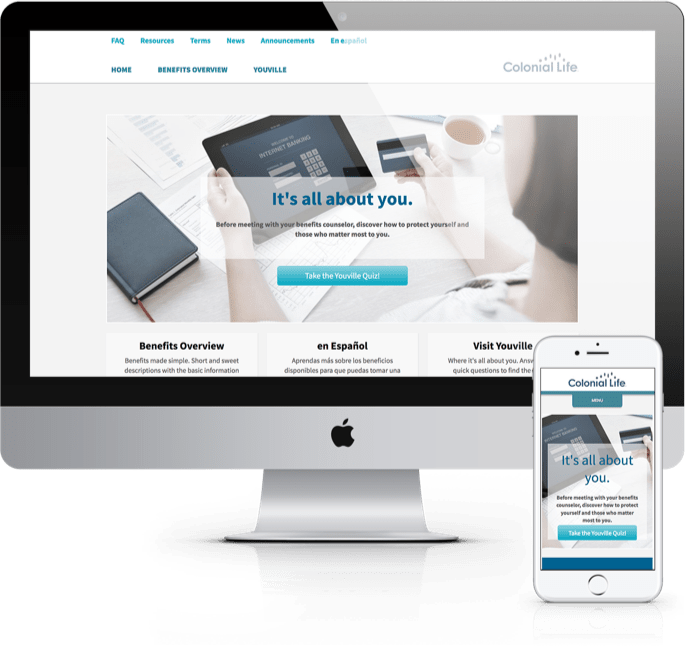 FAQ Resources Terms News Announcements En español
HOME BENEFITS OVERVIEW YOUVILLE
Colonial Life
WELCOME TO
INTERNET BANKING
It's all about you.
Before meeting with your benefits counselor, discover how to protect yourself and
those who matter most to you.
Take the Youville Quiz!
Benefits Overview
Benefits made simple. Short and sweet
descriptions with the basic information
en Español
Aprendas más sobre los beneficios
disponibles para que puedas tomar una
Visit Youville
Where it's all about you. Answ
quick questions to find the
Colonial Life
MENU
INTERNET BANKING
It's all about
you.
Before meeting with your benefits
counselor, discover how to protect
yourself and those who matter
most to you.
Take the Youville Quiz!